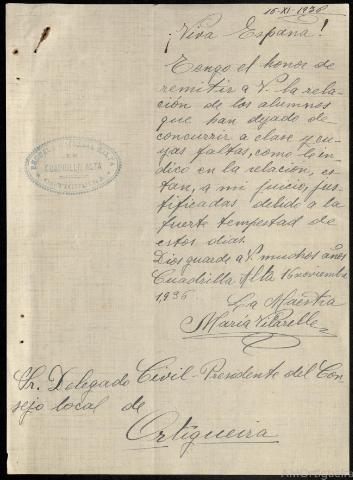 16-XI-1936
¡Viva España!
Tengo el honor de
remitir a V. la rela-
ción de los alumnos
que han dejado de
concurrir a clase y cu-
yas faltas, como lo in-
dico en la relación, es-
tan, a mi juicio, jus-
tificadas debido a la
fuerte tempestad de
estos dias.
Dios guarde a V. muchos años
Cuadrilla Alta 16 noviembre
1936
La Maestra
María Vilarelle
CUADRILLA ALTA
Sr. Delegado Civil-Presidente del Con-
sejo local de
Ortigueira